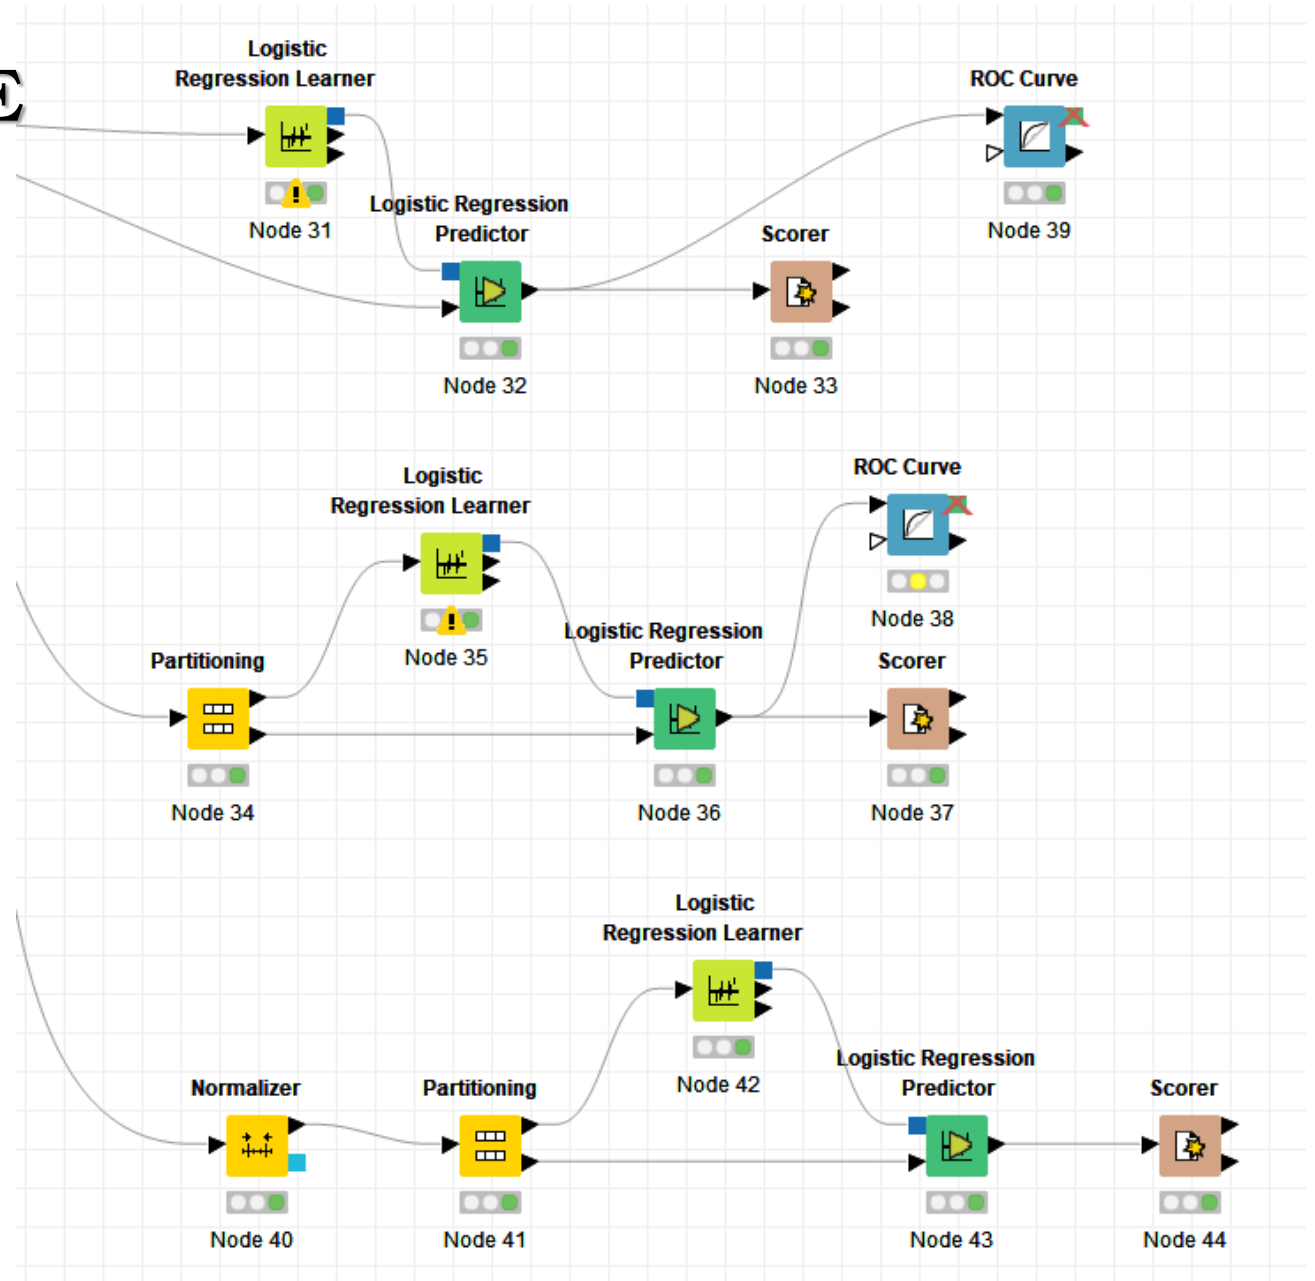 Logistic
Regression Learner
ROC Curve
E
Node 31
Logistic Regression
Predictor
Scorer
Node 39
Node 32
Node 33
Logistic
Regression Learner
ROC Curve
Node 35
Logistic Regression
Predictor
Node 38
Partitioning
Scorer
Node 34
Node 36
Node 37
Logistic
Regression Learner
Node 42
Logistic Regression
Predictor
Normalizer
Partitioning
Scorer
Node 40
Node 41
Node 43
Node 44